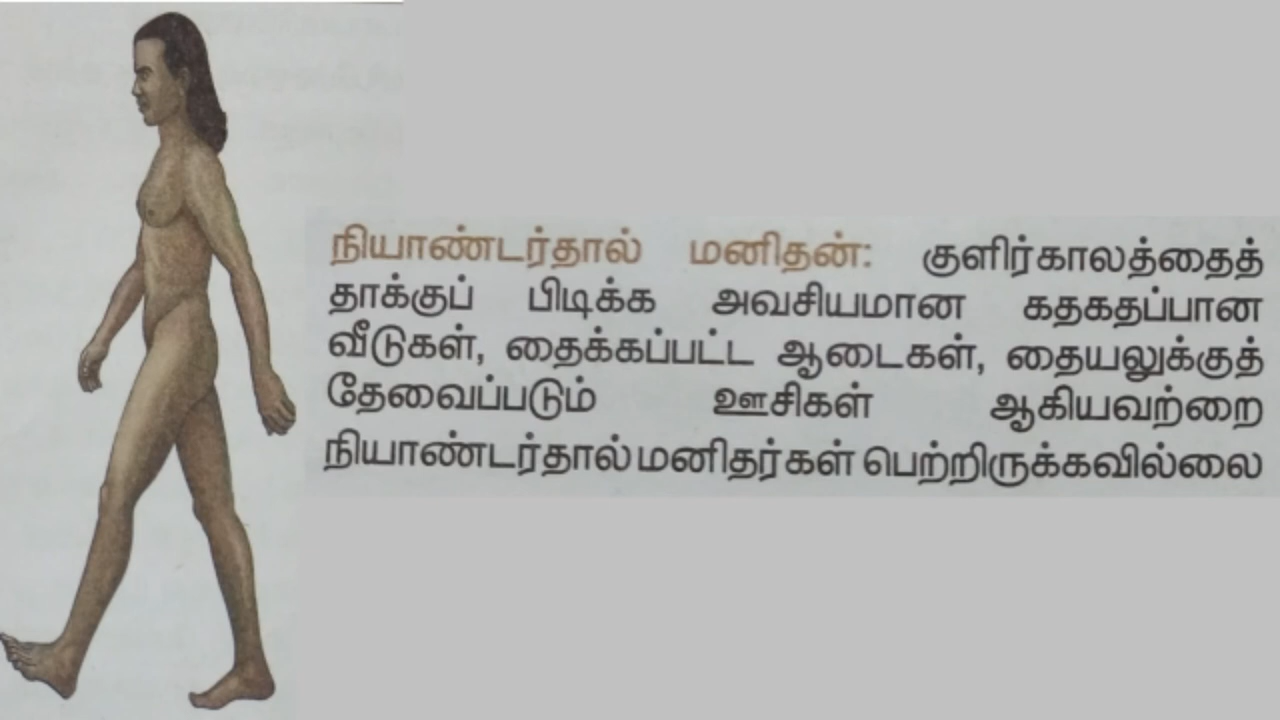 நியாண்டர்தால் மனிதன்: குளிர்காலத்தைத்
தாக்குப் பிடிக்க அவசியமான கதகதப்பான
வீடுகள், தைக்கப்பட்ட ஆடைகள், தையலுக்குத்
தேவைப்படும் ஊசிகள் ஆகியவற்றை
நியாண்டர்தால் மனிதர்கள் பெற்றிருக்கவில்லை